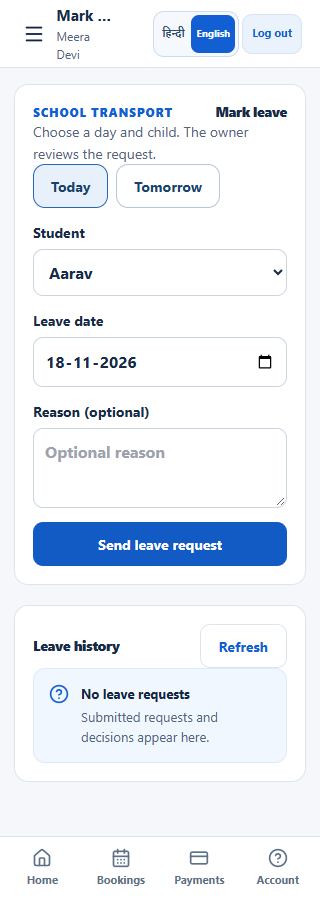 Mark ...
Meera
Devi
हिन्दी
English
Log out
SCHOOL TRANSPORT
Mark leave
Choose a day and child. The owner
reviews the request.
Today
Tomorrow
Student
Aarav
Leave date
18-11-2026
Reason (optional)
Optional reason
Send leave request
Leave history
Refresh
No leave requests
Submitted requests and
decisions appear here.
Home
Bookings
Payments
Account